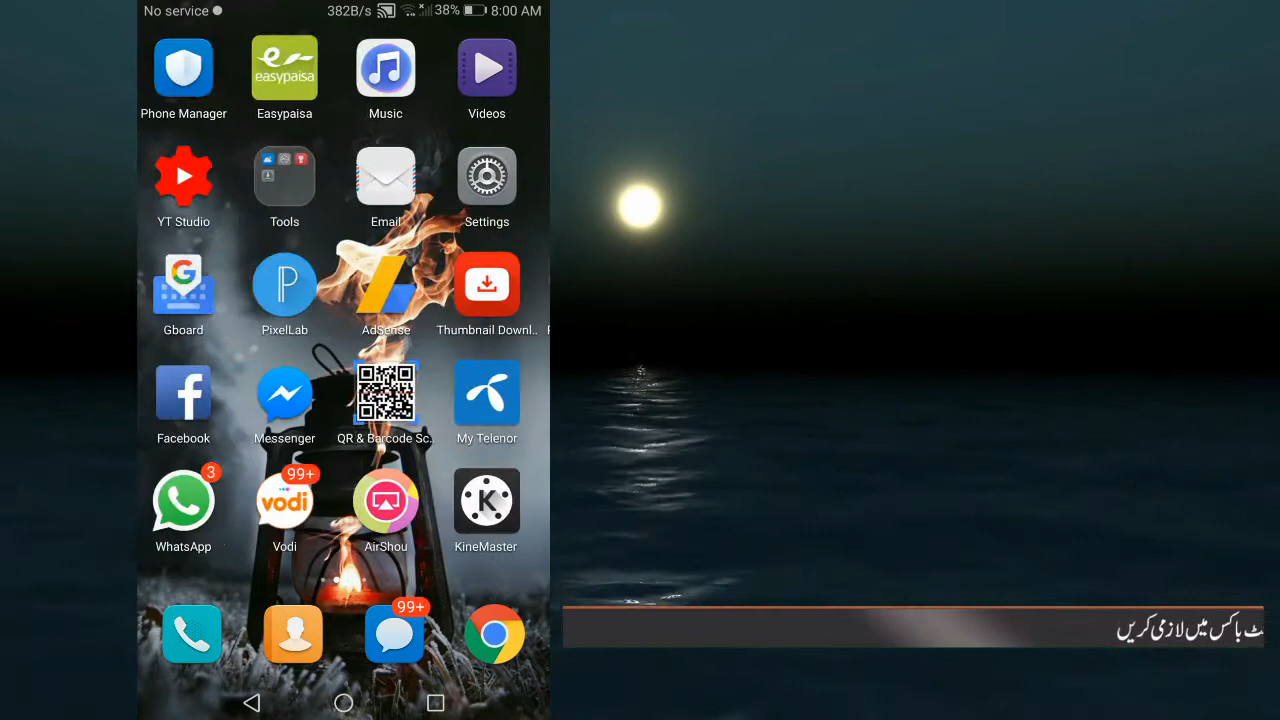 No service 382B/s 38% 8:00 AM
easypaisa
Phone Manager Easypaisa Music Videos
YT Studio Tools Email Settings
G P
Gboard PixelLab AdSense Thumbnail Downl..
Facebook Messenger QR & Barcode Sc.. My Telenor
3 99+
vodi K
WhatsApp Vodi AirShou KineMaster
99+
باکس میں لازمی کریں